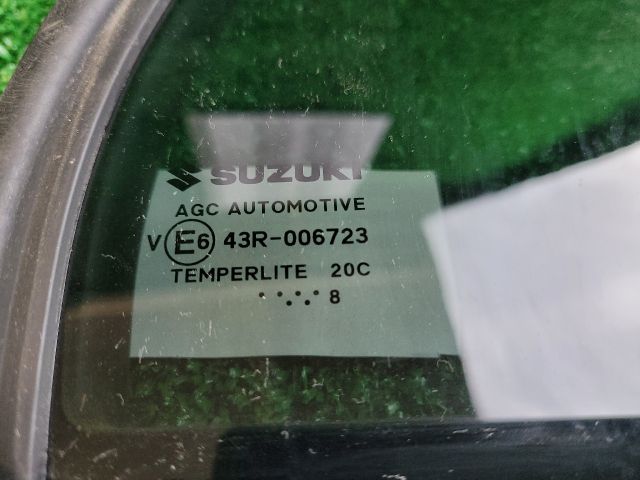 SUZUKI
AGC AUTOMOTIVE
V E6 43R-006723
TEMPERLITE 20C
8